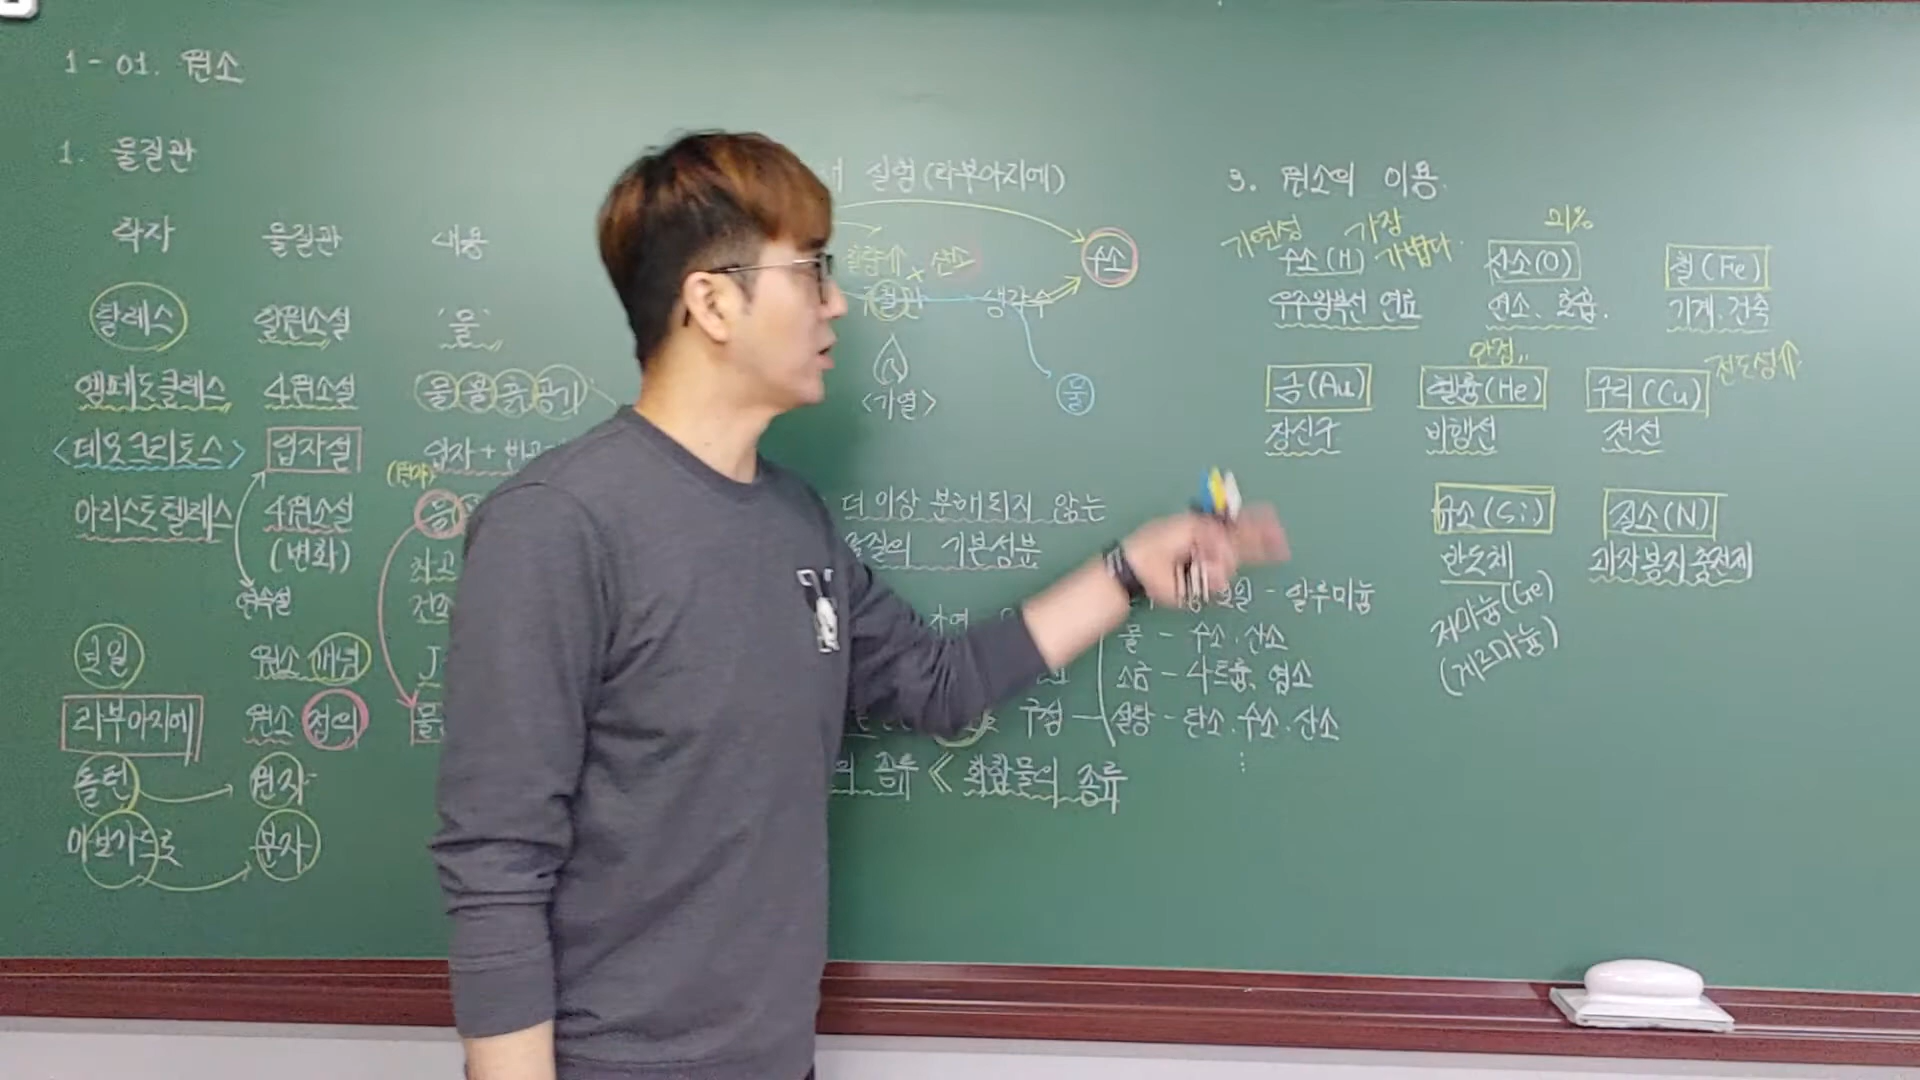 1-01. 원소
1. 물질관
학자 물질관 내용
탈레스 일원소설 '물'
엠페도클레스 4원소설 물 불 흙 공기
<데모크리토스> 입자설 입자 +
아리스토텔레스 4원소설
(변화)
연속설
보일 원소 개념
라부아지에 원소 정의
돌턴 원자
아보가드로 분자
실험(라부아지에)
질량↑ 산소
냉각수
수소
<가열>
물
더 이상 분해되지 않는
물질의 기본성분
호일 - 알루미늄
물 - 수소, 산소
소금 - 나트륨, 염소
구성 설탕 - 탄소, 수소, 산소
의 종류 ≪ 화합물의 종류
3. 원소의 이용.
가연성 가장 가볍다.
수소(H)
우주왕복선 연료
21%
산소(O)
연소, 호흡.
철(Fe)
기계, 건축
금(Au)
장신구
안정
헬륨(He)
비행선
구리(Cu) 전도성↑
전선
규소(Si)
반도체
저마늄(Ge)
(게르마늄)
질소(N)
과자봉지 충전제